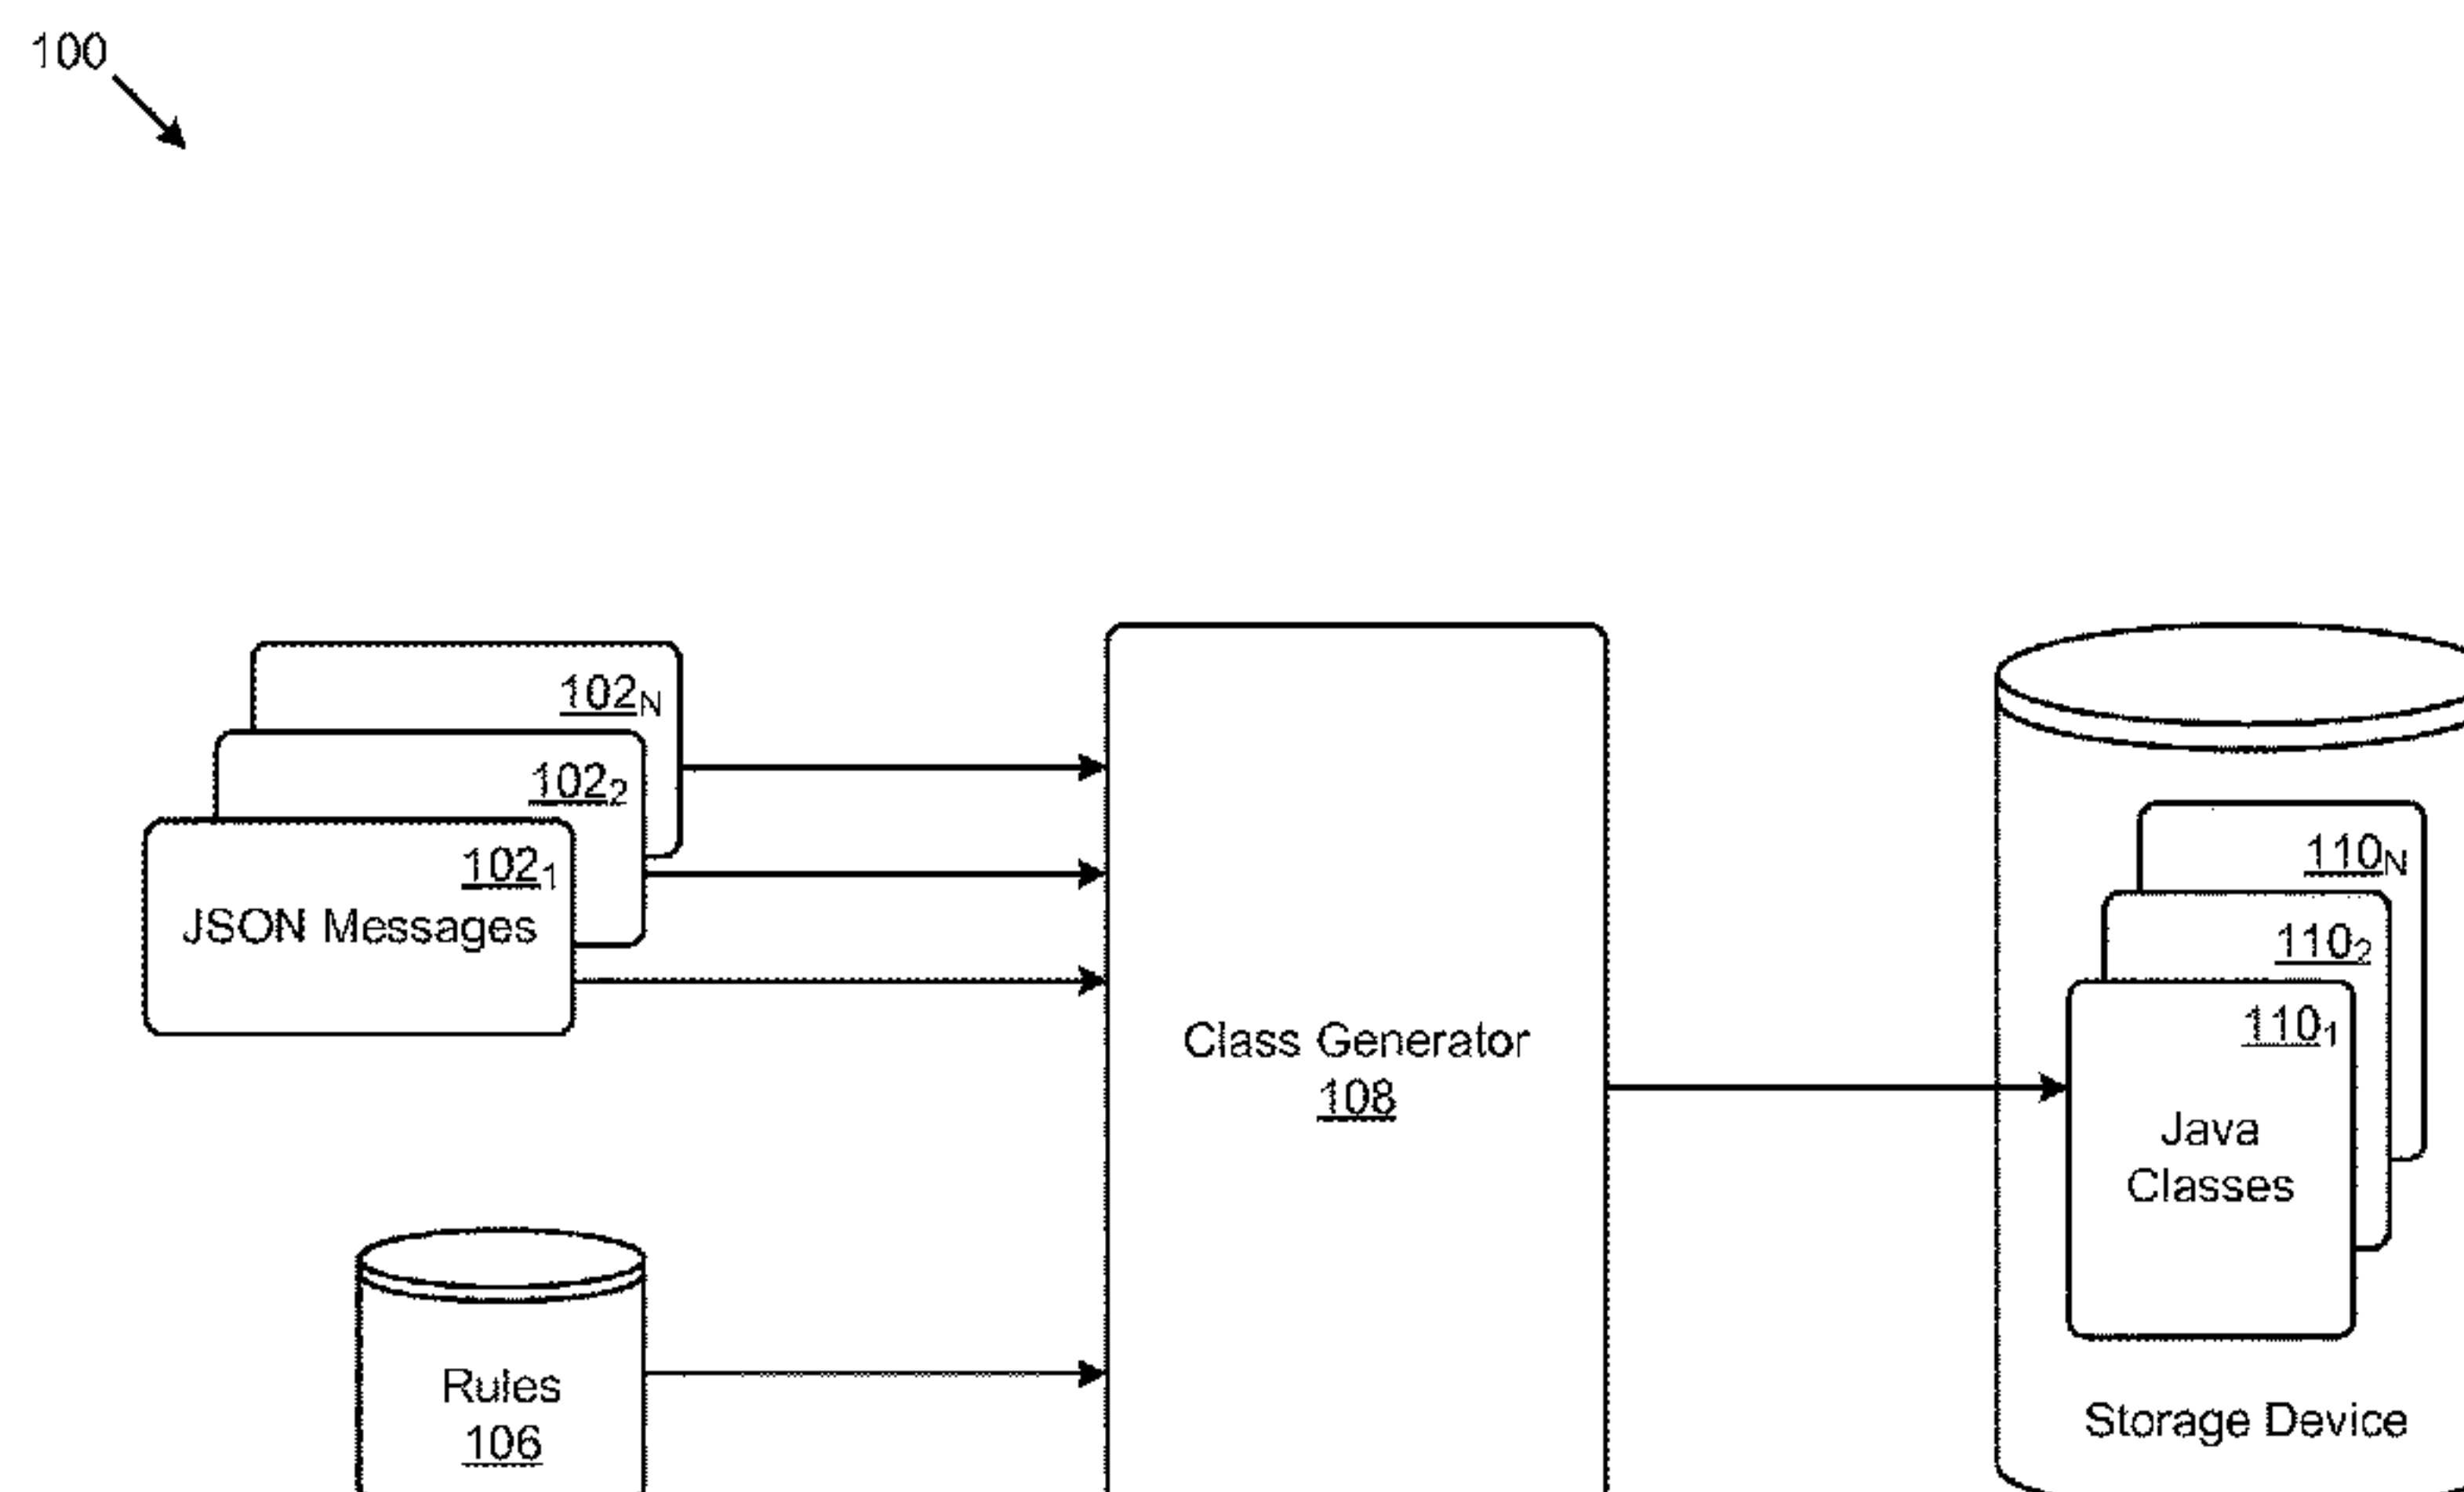 100
102N
1022
1021
JSON Messages
Class Generator
108
110N
1102
1101
Java
Classes
Rules
106
Storage Device